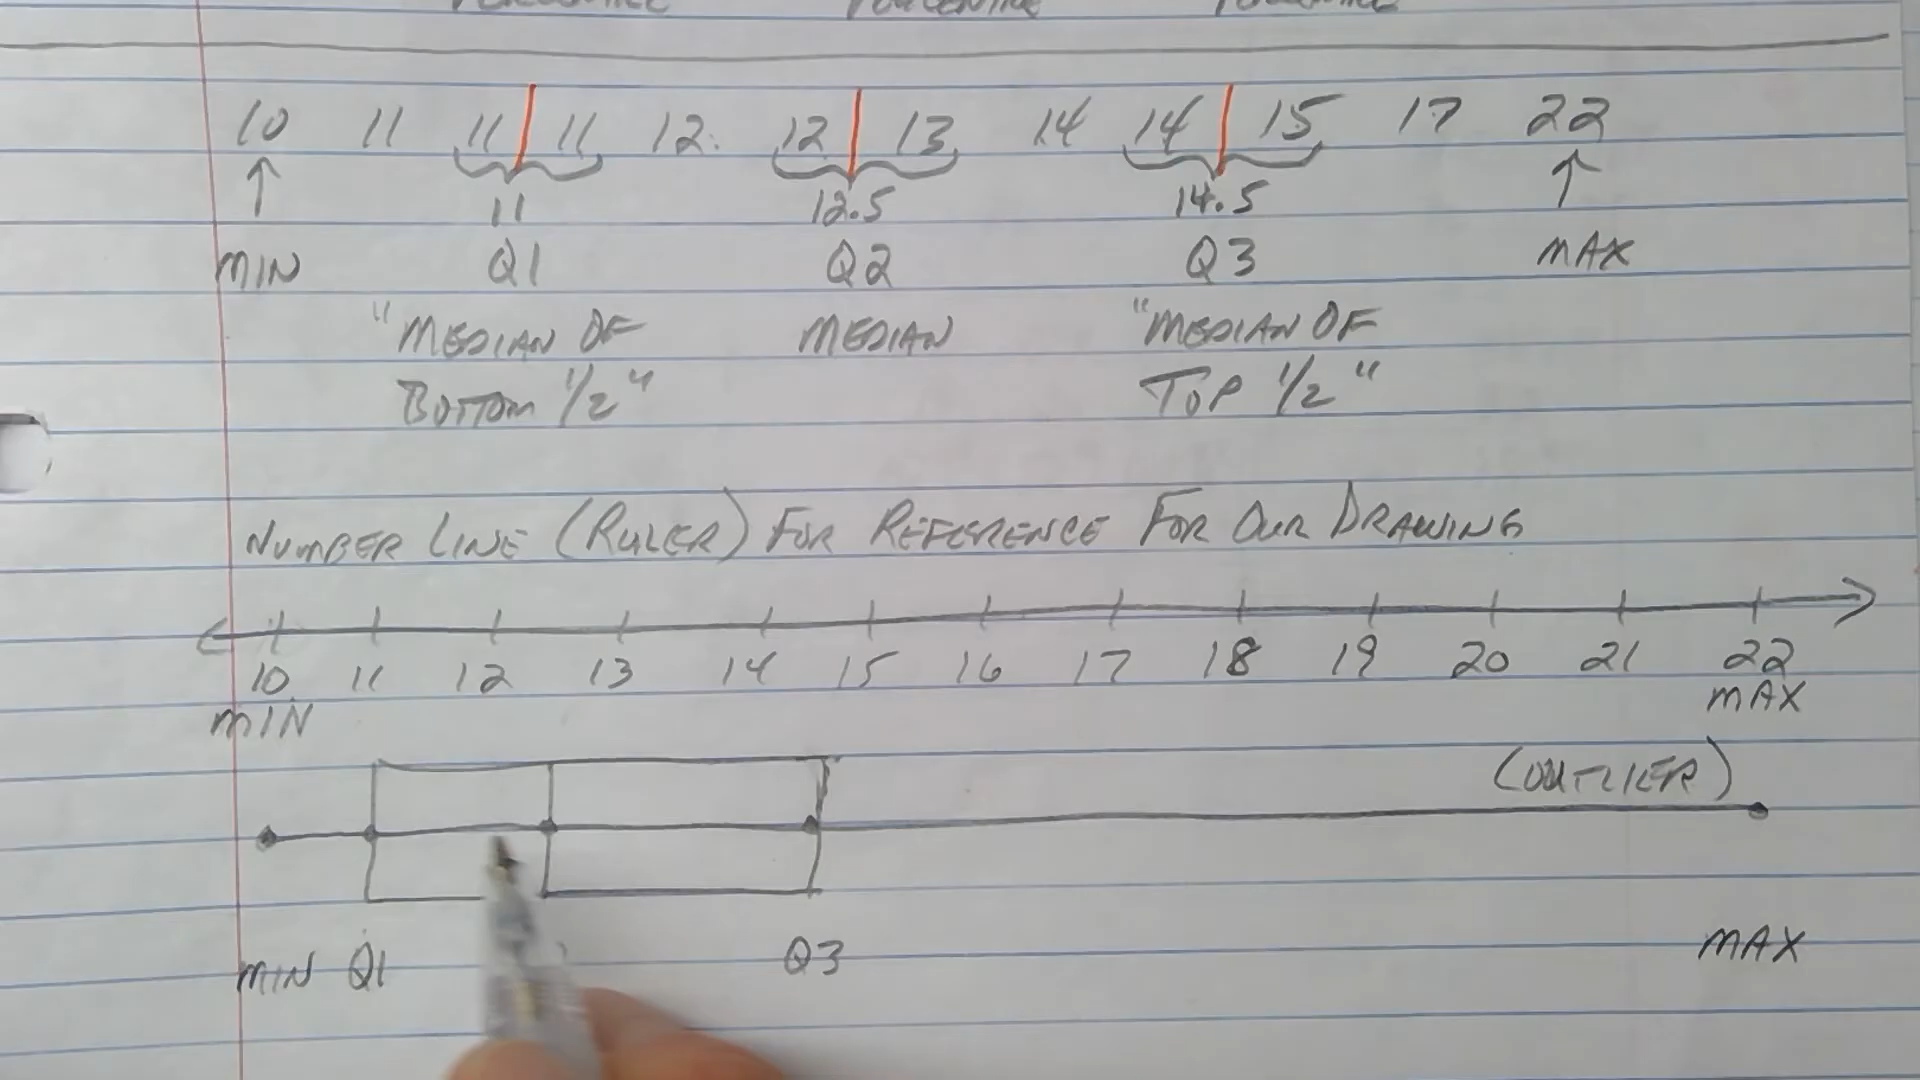 10 11 11 11 12. 12 13 14 14 15 17 22
11 12.5 14.5
MIN Q1 Q2 Q3 MAX
"MEDIAN OF MEDIAN "MEDIAN OF
BOTTOM 1/2" TOP 1/2"
NUMBER LINE (RULER) FOR REFERENCE FOR OUR DRAWING
10 11 12 13 14 15 16 17 18 19 20 21 22
MIN MAX
(OUTLIER)
MIN Q1 Q3 MAX